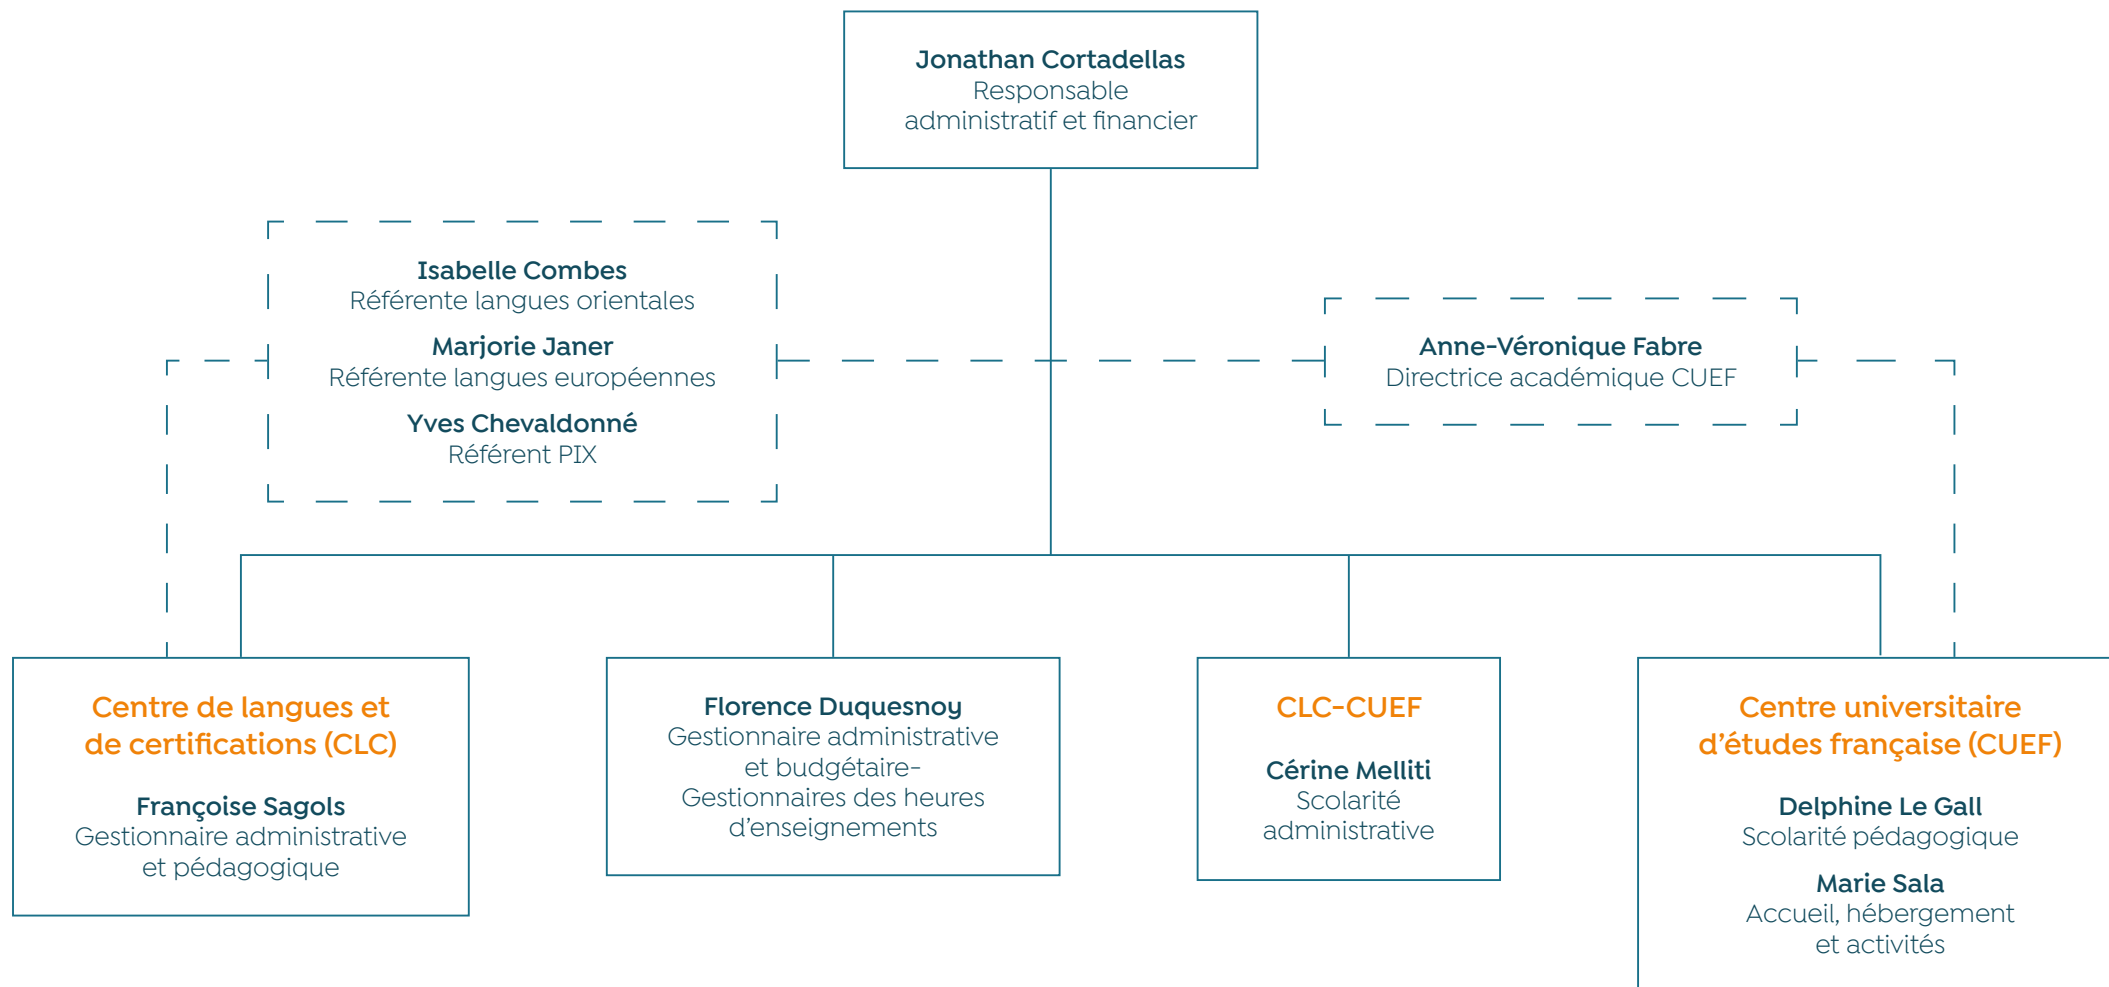 Jonathan Cortadellas
Responsable
administratif et financier
Isabelle Combes
Référente langues orientales
Marjorie Janer
Référente langues européennes
Yves Chevaldonné
Référent PIX
Anne-Véronique Fabre
Directrice académique CUEF
Centre de langues et
de certifications (CLC)
Françoise Sagols
Gestionnaire administrative
et pédagogique
Florence Duquesnoy
Gestionnaire administrative
et budgétaire-
Gestionnaires des heures
d’enseignements
CLC-CUEF
Cérine Melliti
Scolarité
administrative
Centre universitaire
d’études française (CUEF)
Delphine Le Gall
Scolarité pédagogique
Marie Sala
Accueil, hébergement
et activités